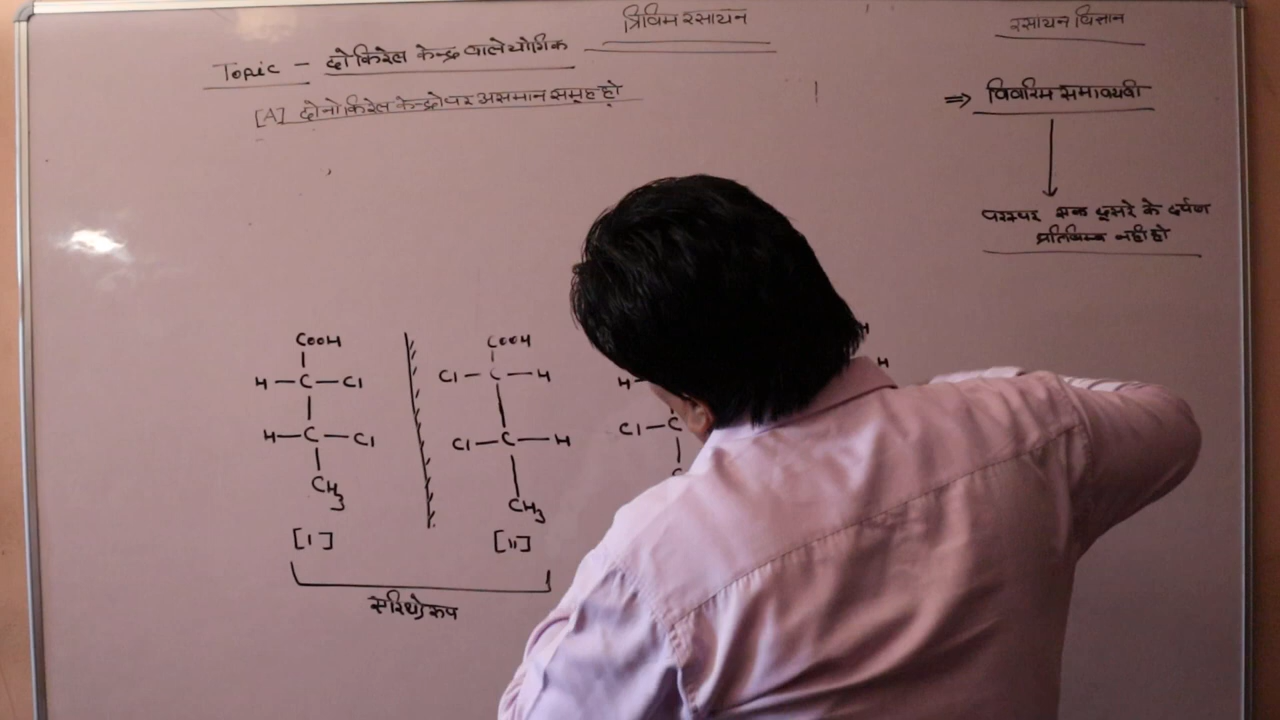 त्रिविम रसायन
रसायन विज्ञान
Topic - दो किरेल केन्द्र वाले यौगिक
[A] दोनो किरेल केन्द्रो पर असमान समूह हो
⇒ विवरिम समावयवी
परस्पर एक दूसरे के दर्पण
प्रतिबिम्ब नही हो
COOH
H-C-Cl
H-C-Cl
CH3
[I]
COOH
Cl-C-H
Cl-C-H
CH3
[II]
एरिथ्रो रूप
H
Cl-C
H
H